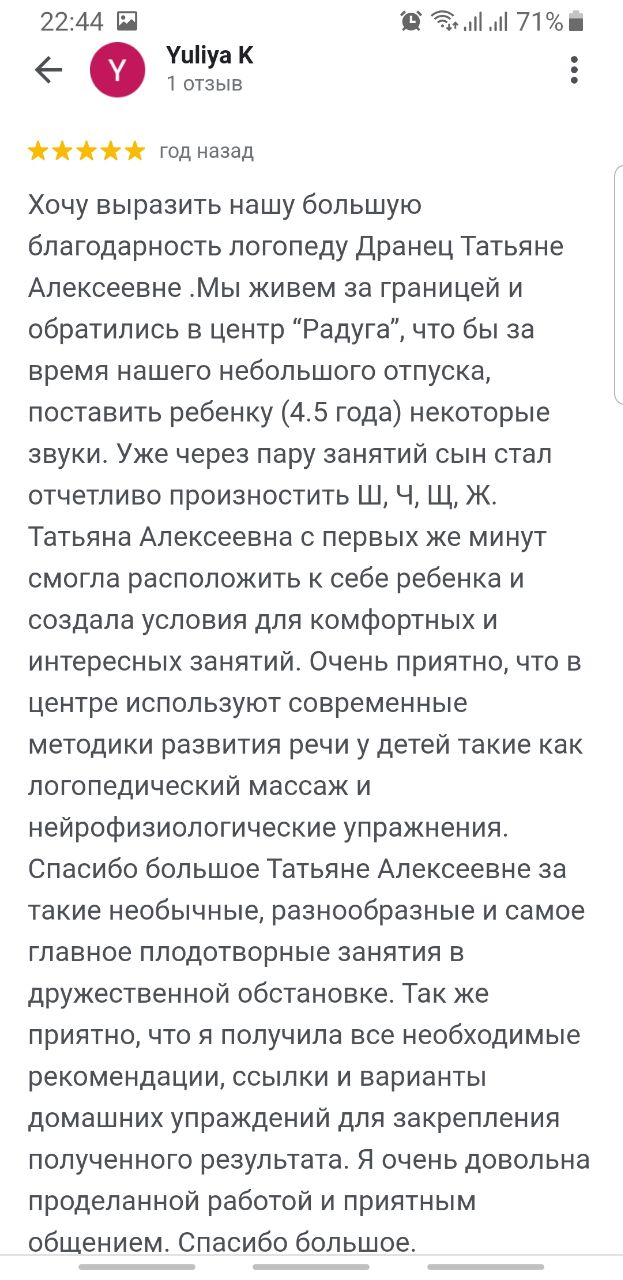 22:44
71%
Y
Yuliya K
1 отзыв
год назад
Хочу выразить нашу большую
благодарность логопеду Дранец Татьяне
Алексеевне .Мы живем за границей и
обратились в центр “Радуга”, что бы за
время нашего небольшого отпуска,
поставить ребенку (4.5 года) некоторые
звуки. Уже через пару занятий сын стал
отчетливо произностить Ш, Ч, Щ, Ж.
Татьяна Алексеевна с первых же минут
смогла расположить к себе ребенка и
создала условия для комфортных и
интересных занятий. Очень приятно, что в
центре используют современные
методики развития речи у детей такие как
логопедический массаж и
нейрофизиологические упражнения.
Спасибо большое Татьяне Алексеевне за
такие необычные, разнообразные и самое
главное плодотворные занятия в
дружественной обстановке. Так же
приятно, что я получила все необходимые
рекомендации, ссылки и варианты
домашних упраждений для закрепления
полученного результата. Я очень довольна
проделанной работой и приятным
общением. Спасибо большое.